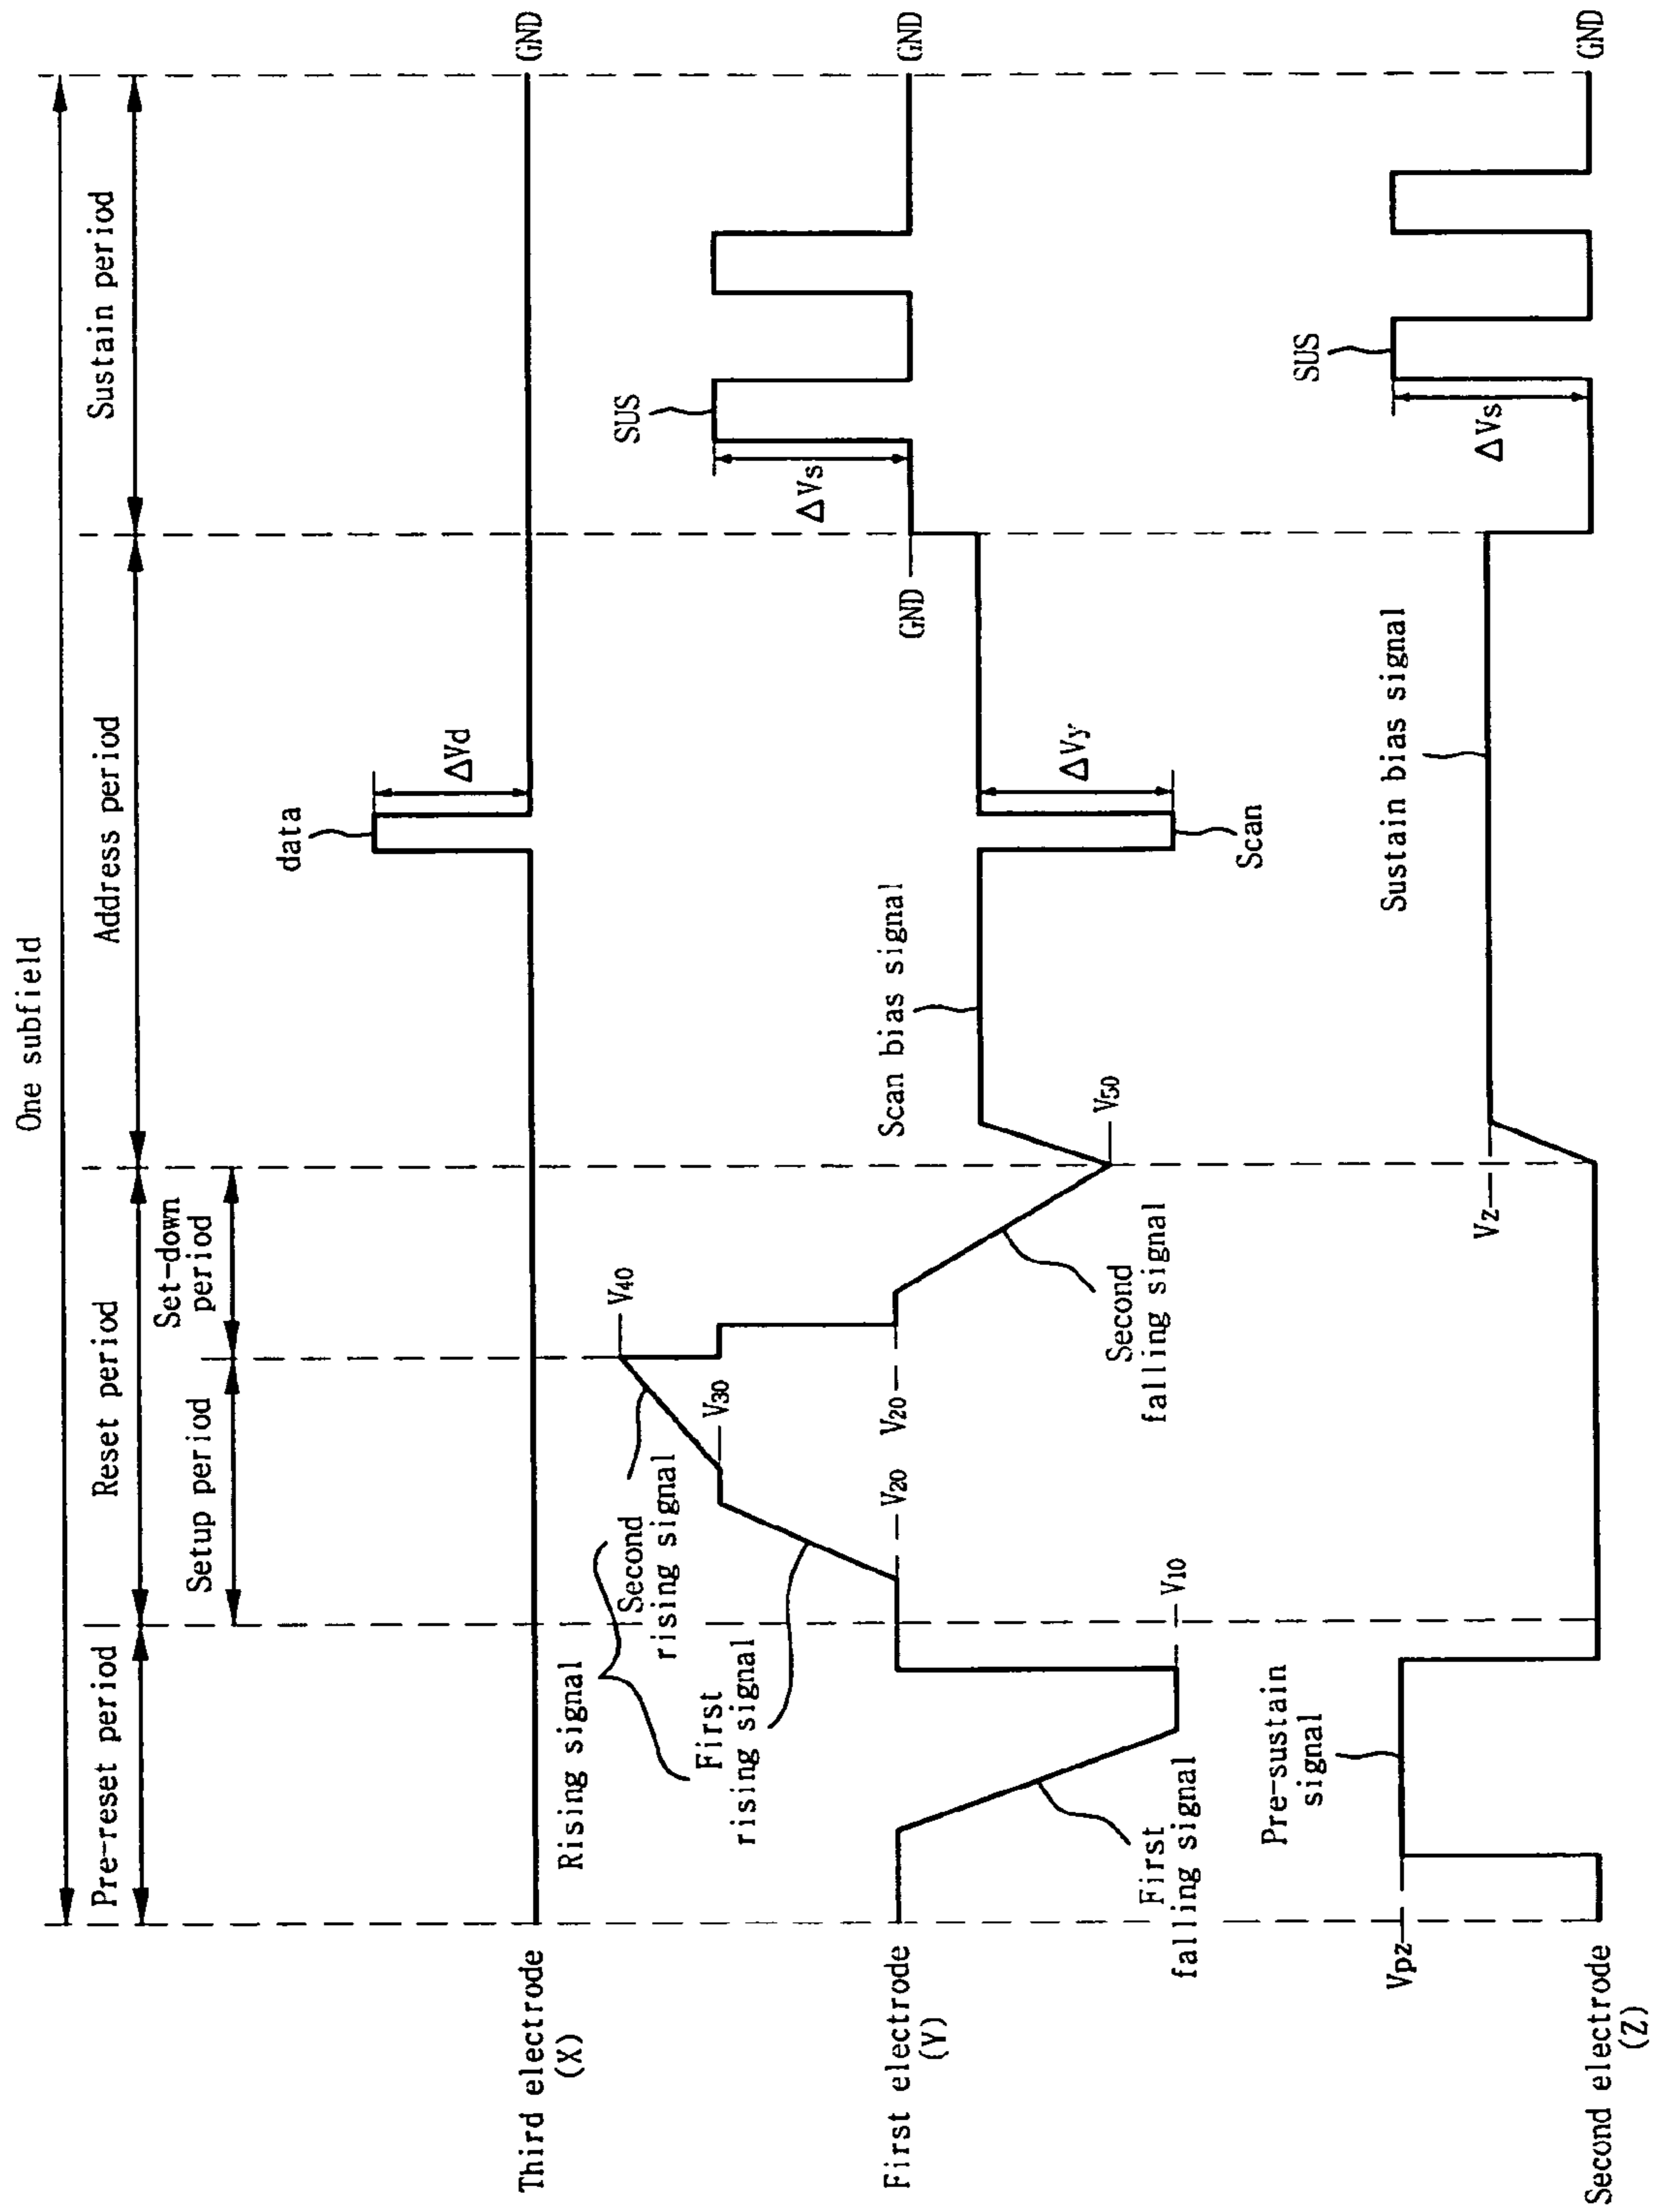 One subfield
Pre-reset period
Reset period
Address period
Sustain period
Setup period
Set-down
period
data
ΔVd
Third electrode
(X)
GND
Rising signal
Second
rising signal
First
rising signal
V40
V30
V20
V20
V10
V50
First
falling signal
Second
falling signal
Scan bias signal
ΔVy
Scan
GND
SUS
ΔVs
First electrode
(Y)
GND
Pre-sustain
signal
Vpz
Vz
Sustain bias signal
SUS
ΔVs
Second electrode
(Z)
GND